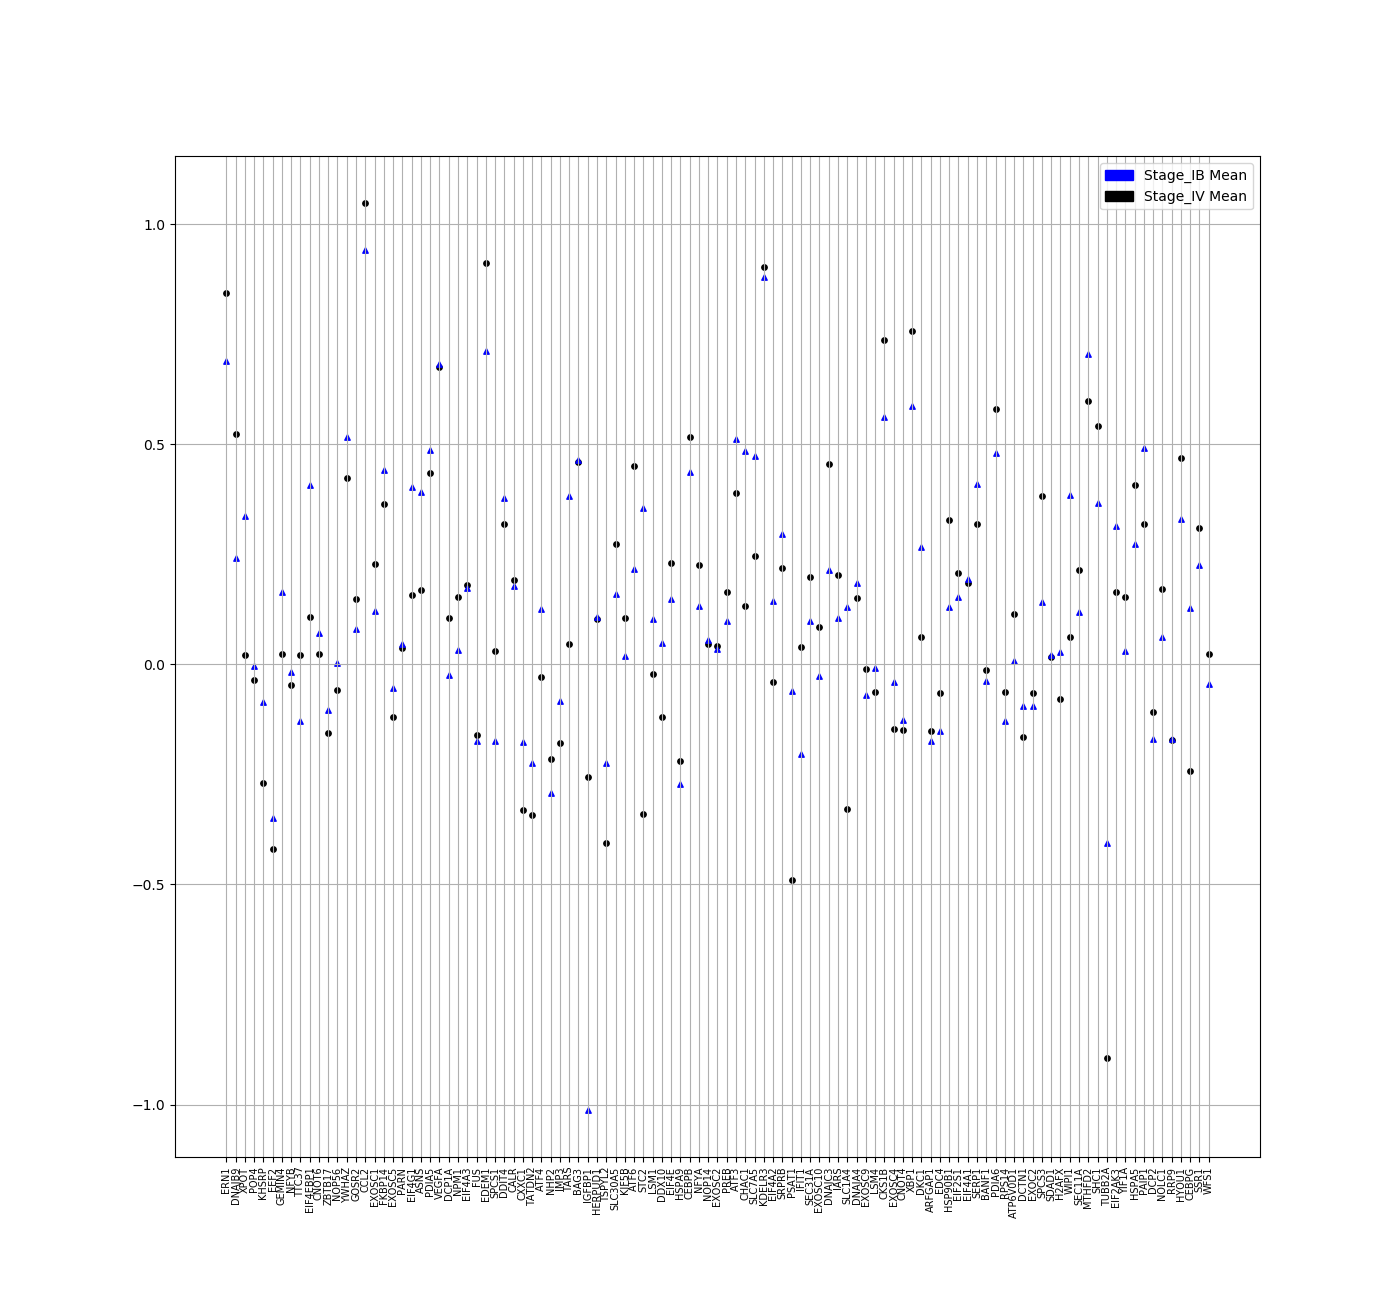 Stage_IB Mean
Stage_IV Mean
1.0
0.5
0.0
−0.5
−1.0
ERN1
DNAJB9
XPOT
POP4
KHSRP
EEF2
GEMIN4
NFYB
TTC37
EIF4EBP1
CNOT6
ZBTB17
NOP56
YWHAZ
GOSR2
CCL2
EXOSC1
FKBP14
EXOSC5
PARN
EIF4G1
ASNS
PDIA5
VEGFA
DCP1A
NPM1
EIF4A3
FUS
EDEM1
TSPYL2
DDIT4
CALR
CXXC1
TATDN2
ATF4
NHP2
IMP3
TARS
BAG3
IGFBP1
HERPUD1
SLC30A5
KIF5B
ATF6
STC2
LSM1
DDX10
EIF4E
HSPA9
CEBPB
NFYA
NOP14
EXOSC2
PREB
ATF3
CHAC1
SLC7A5
KDELR3
EIF4A2
SRPRB
PSAT1
IFIT1
SEC31A
EXOSC10
DNAJC3
IARS
SLC1A4
DNAJA4
EXOSC9
LSM4
CKS1B
EXOSC4
CNOT4
XBP1
DKC1
ARFGAP1
EDC4
HSP90B1
EIF2S1
EIF4A1
SERP1
BANF1
PDIA6
RPS14
ATP6V0D1
DCTN1
EXOC2
SPCS3
SDAD1
H2AFX
WIPI1
SEC11A
MTHFD2
SHC1
TUBB2A
EIF2AK3
YIF1A
HSPA5
PAIP1
DCP2
NOLC1
RRP9
HYOU1
CEBPG
SSR1
WFS1